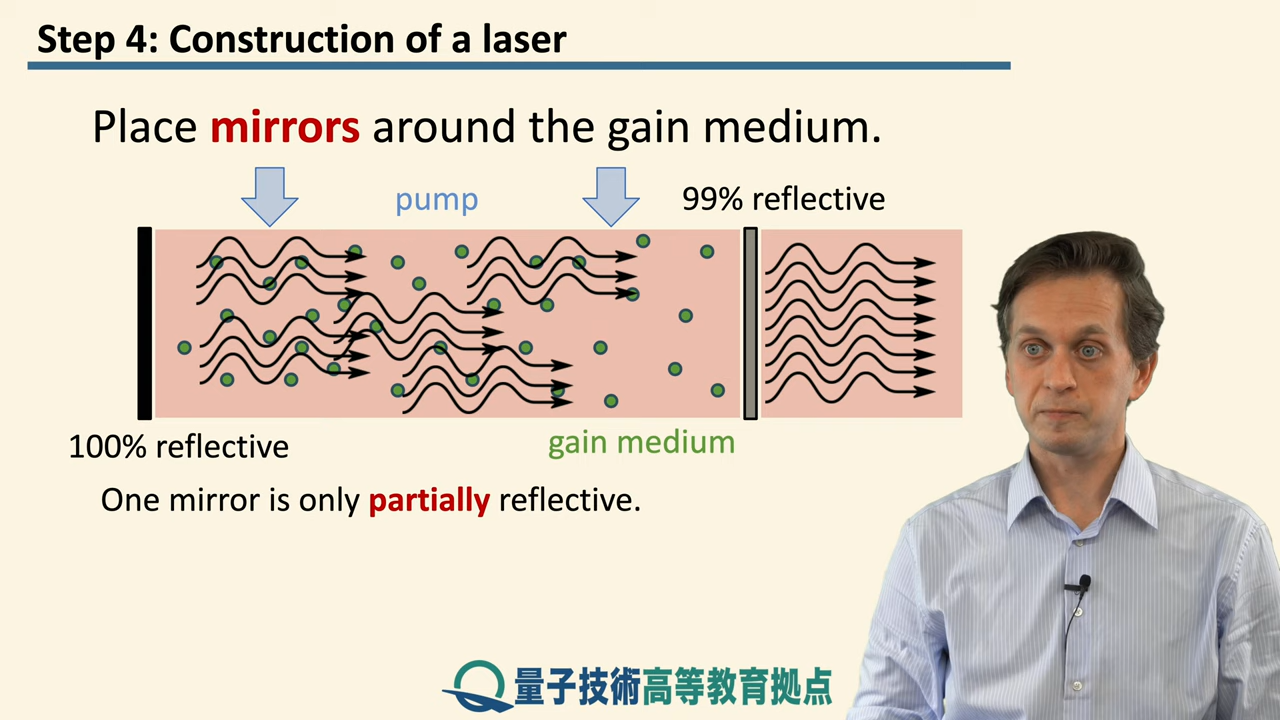 Step 4: Construction of a laser
Place mirrors around the gain medium.
pump
99% reflective
100% reflective
gain medium
One mirror is only partially reflective.
量子技術高等教育拠点